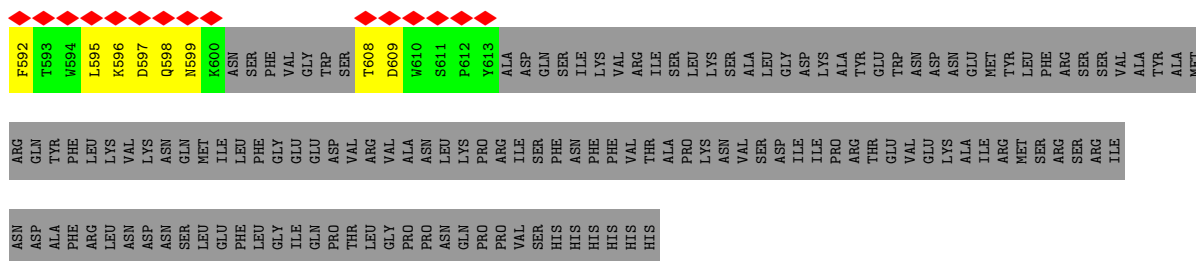 F592 T593 W594 L595 K596 D597 Q598 N599 K600 ASN SER PHE VAL GLY TRP SER T608 D609 W610 S611 P612 Y613 ALA ASP GLN SER ILE LYS VAL ARG ILE SER LEU LYS SER ALA LEU GLY ASP LYS ALA TYR GLU TRP ASN ASP ASN GLU MET TYR LEU PHE ARG SER SER VAL ALA TYR ALA MET
ARG GLN TYR PHE LEU LYS VAL LYS ASN GLN MET ILE LEU PHE GLY GLU GLU ASP VAL ARG VAL ALA ASN LEU LYS PRO ARG ILE SER PHE ASN PHE PHE VAL THR ALA PRO LYS ASN VAL SER ASP ILE ILE PRO ARG THR GLU VAL GLU LYS ALA ILE ARG MET SER ARG SER ARG ILE
ASN ASP ALA PHE ARG LEU ASN ASP ASN SER LEU GLU PHE LEU GLY ILE GLN PRO THR LEU GLY PRO PRO ASN GLN PRO PRO VAL SER HIS HIS HIS HIS HIS HIS